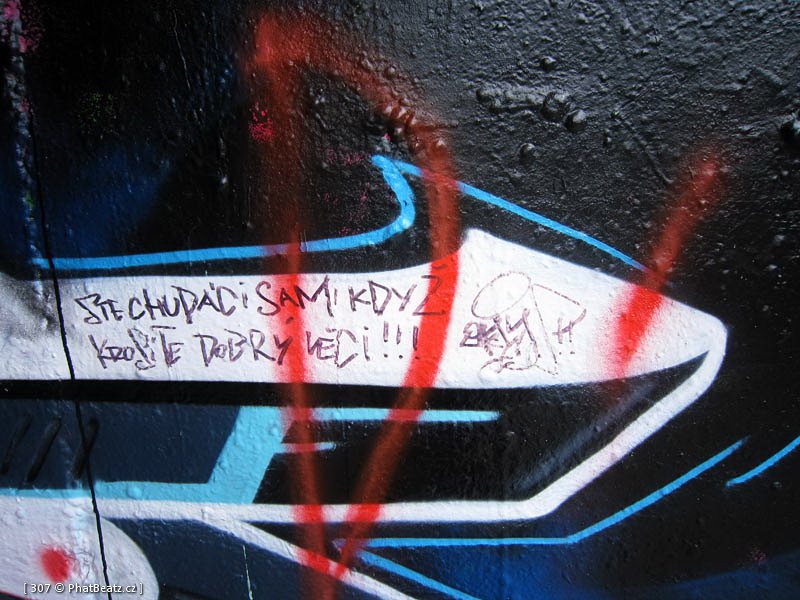 STE CHUDÁCI SAMI KDYŽ
KROSÍTE DOBRÝ VĚCI!!!
[ 307 © PhatBeatz.cz ]